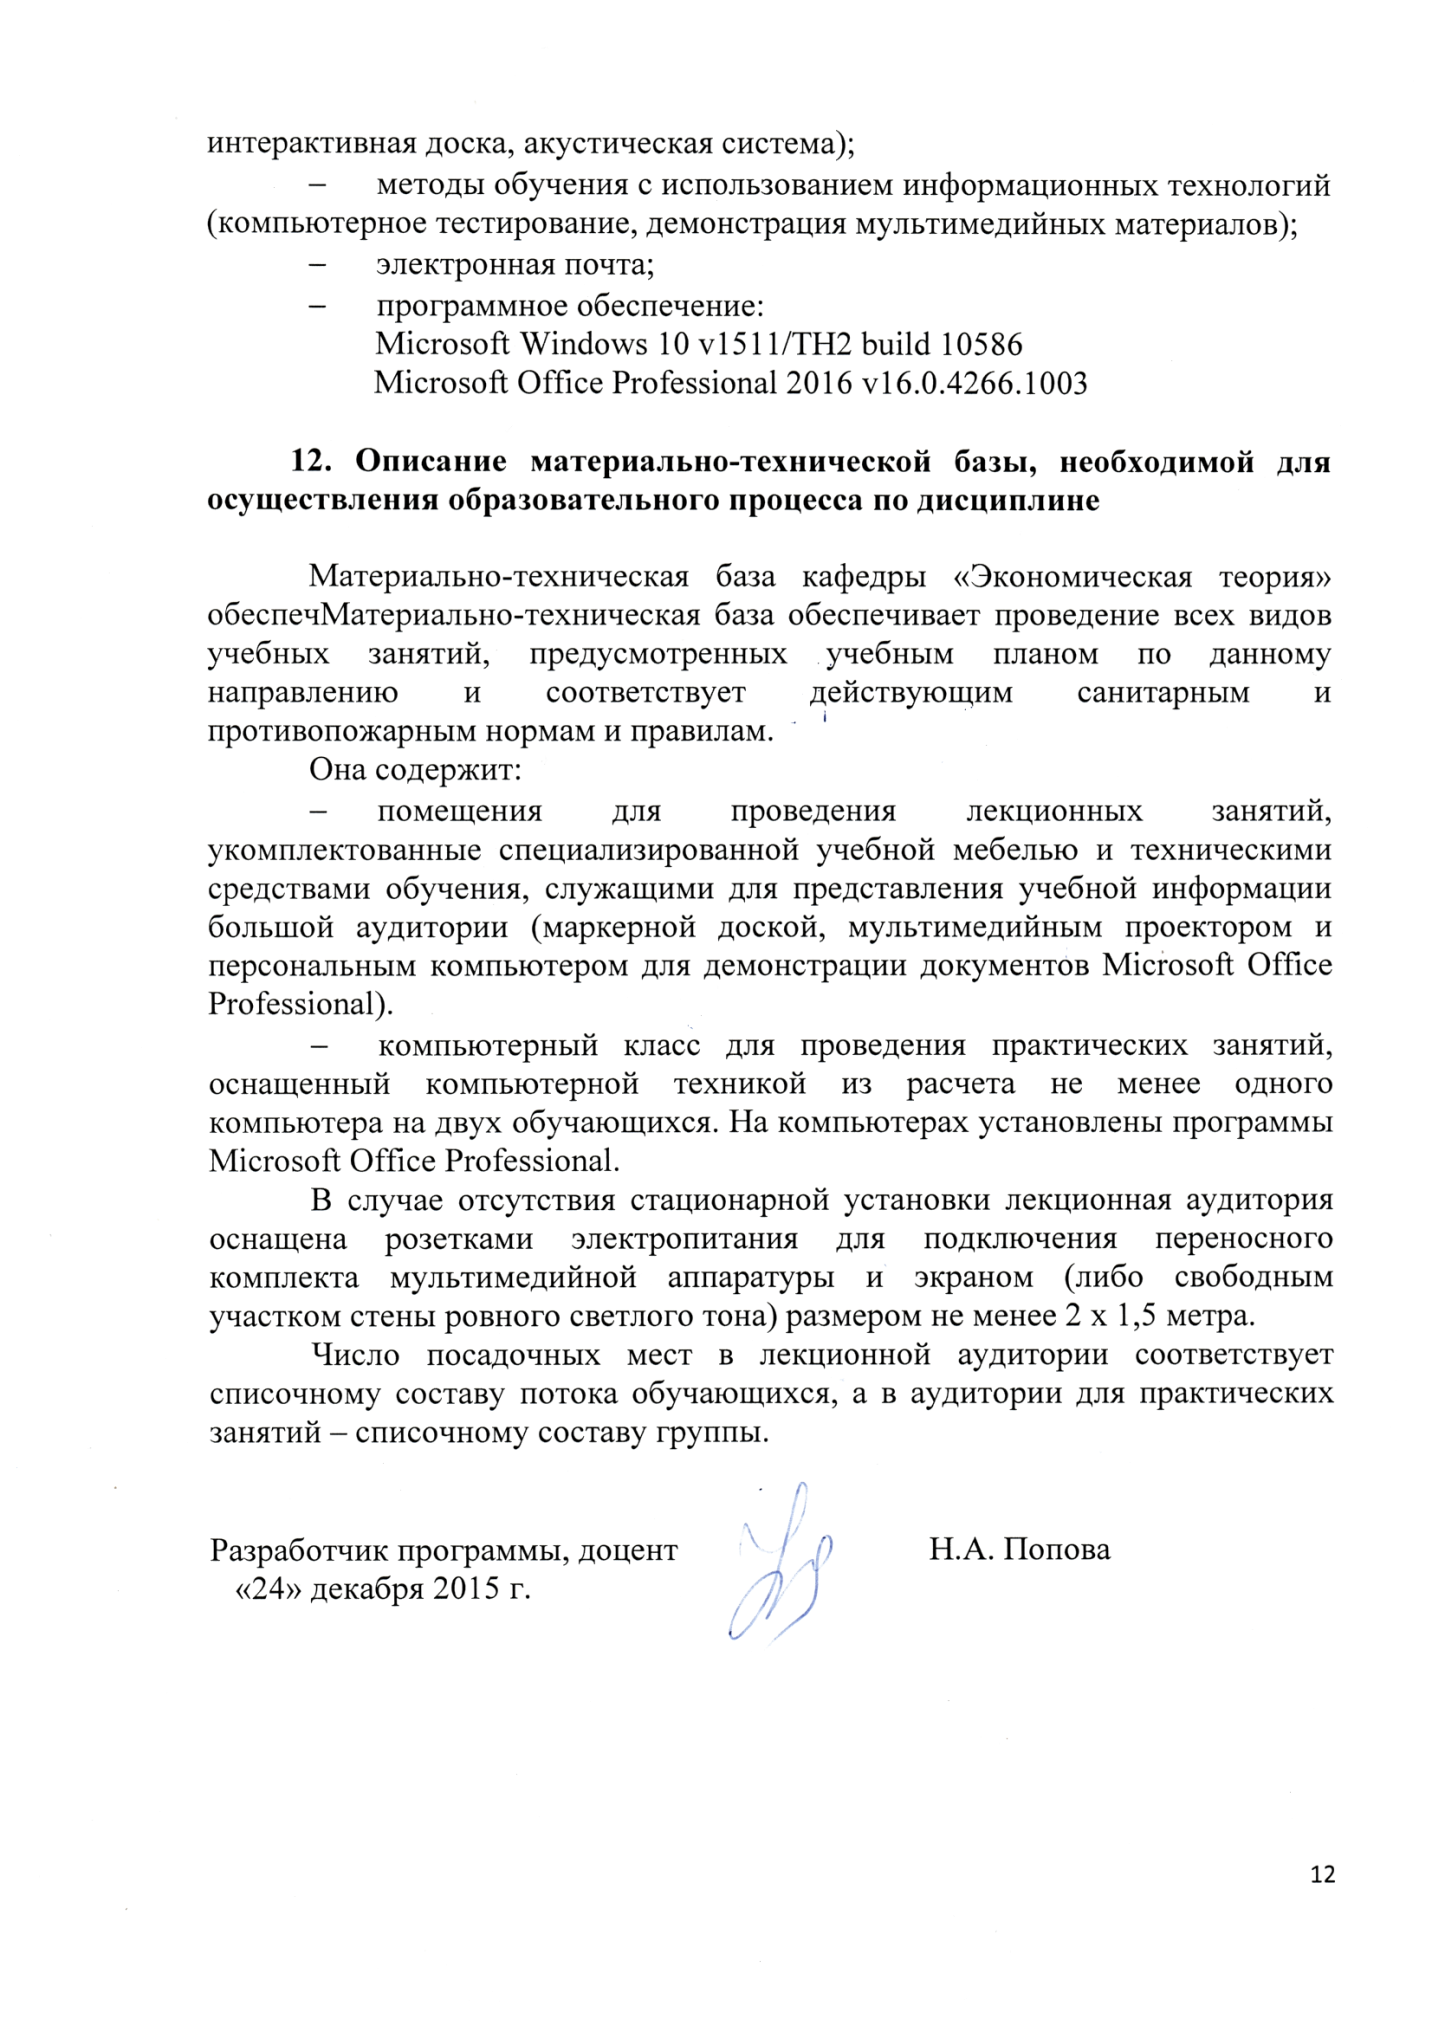 интерактивная доска, акустическая система);
– методы обучения с использованием информационных технологий
(компьютерное тестирование, демонстрация мультимедийных материалов);
– электронная почта;
– программное обеспечение:
Microsoft Windows 10 v1511/TH2 build 10586
Microsoft Office Professional 2016 v16.0.4266.1003
12. Описание материально-технической базы, необходимой для
осуществления образовательного процесса по дисциплине
Материально-техническая база кафедры «Экономическая теория»
обеспечМатериально-техническая база обеспечивает проведение всех видов
учебных занятий, предусмотренных учебным планом по данному
направлению и соответствует действующим санитарным и
противопожарным нормам и правилам.
Она содержит:
– помещения для проведения лекционных занятий,
укомплектованные специализированной учебной мебелью и техническими
средствами обучения, служащими для представления учебной информации
большой аудитории (маркерной доской, мультимедийным проектором и
персональным компьютером для демонстрации документов Microsoft Office
Professional).
– компьютерный класс для проведения практических занятий,
оснащенный компьютерной техникой из расчета не менее одного
компьютера на двух обучающихся. На компьютерах установлены программы
Microsoft Office Professional.
В случае отсутствия стационарной установки лекционная аудитория
оснащена розетками электропитания для подключения переносного
комплекта мультимедийной аппаратуры и экраном (либо свободным
участком стены ровного светлого тона) размером не менее 2 х 1,5 метра.
Число посадочных мест в лекционной аудитории соответствует
списочному составу потока обучающихся, а в аудитории для практических
занятий – списочному составу группы.
Разработчик программы, доцент Н.А. Попова
«24» декабря 2015 г.
12